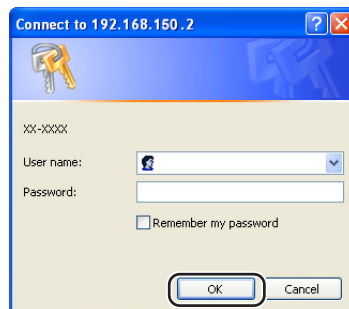 Connect to 192.168.150.2
XX-XXXX
User name:
Password:
Remember my password
OK Cancel